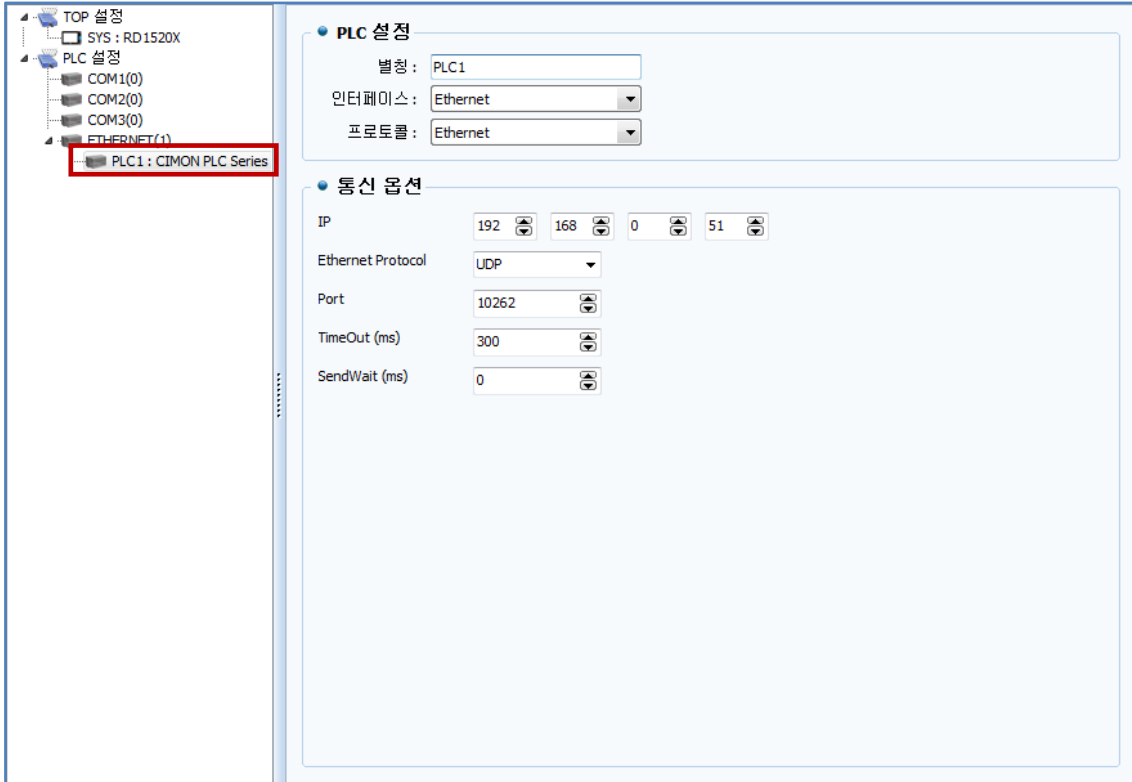 TOP 설정
SYS : RD1520X
PLC 설정
COM1(0)
COM2(0)
COM3(0)
ETHERNET(1)
PLC1 : CIMON PLC Series
PLC 설정
별칭 : PLC1
인터페이스 : Ethernet
프로토콜 : Ethernet
통신 옵션
IP 192 168 0 51
Ethernet Protocol UDP
Port 10262
TimeOut (ms) 300
SendWait (ms) 0